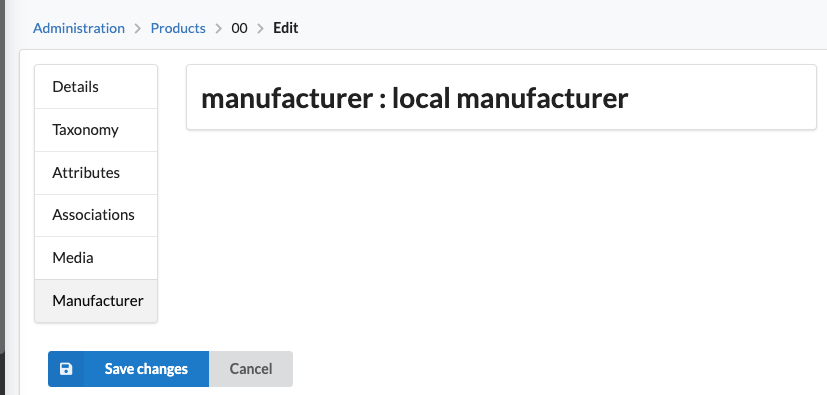 Administration > Products > 00 > Edit
Details
manufacturer : local manufacturer
Taxonomy
Attributes
Associations
Media
Manufacturer
Save changes Cancel